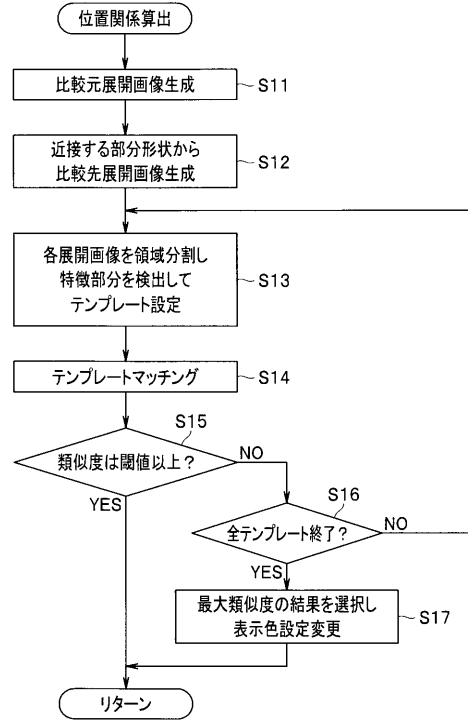 位置関係算出
比較元展開画像生成
S11
近接する部分形状から
比較先展開画像生成
S12
各展開画像を領域分割し
特徴部分を検出して
テンプレート設定
S13
テンプレートマッチング
S14
S15
類似度は閾値以上?
NO
YES
S16
全テンプレート終了?
NO
YES
最大類似度の結果を選択し
表示色設定変更
S17
リターン